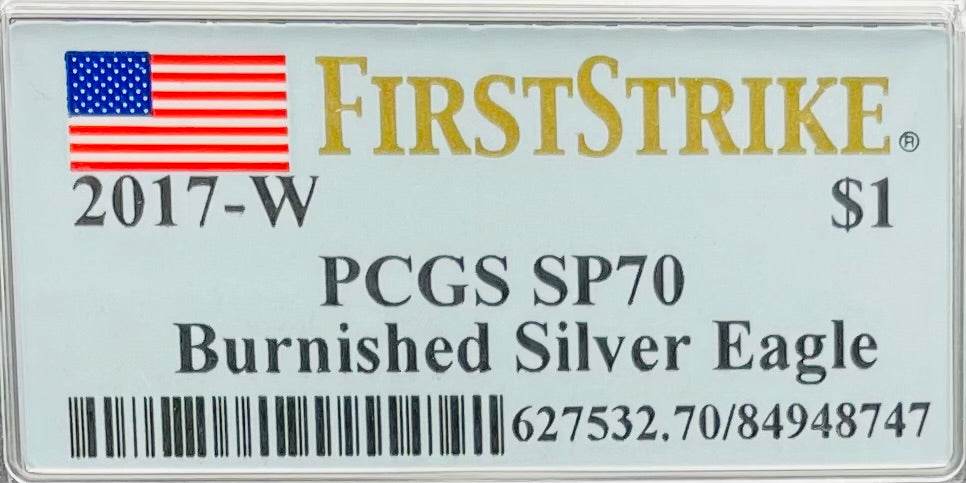 FIRSTSTRIKE®
2017-W $1
PCGS SP70
Burnished Silver Eagle
627532.70/84948747